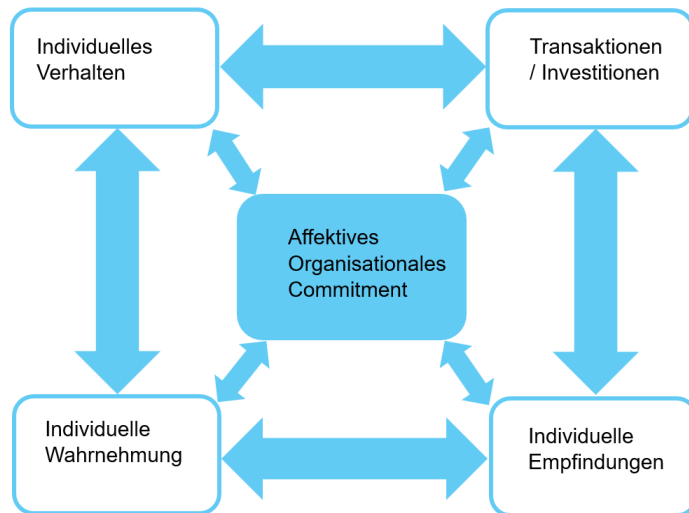 Individuelles
Verhalten
Transaktionen
/ Investitionen
Affektives
Organisationales
Commitment
Individuelle
Wahrnehmung
Individuelle
Empfindungen